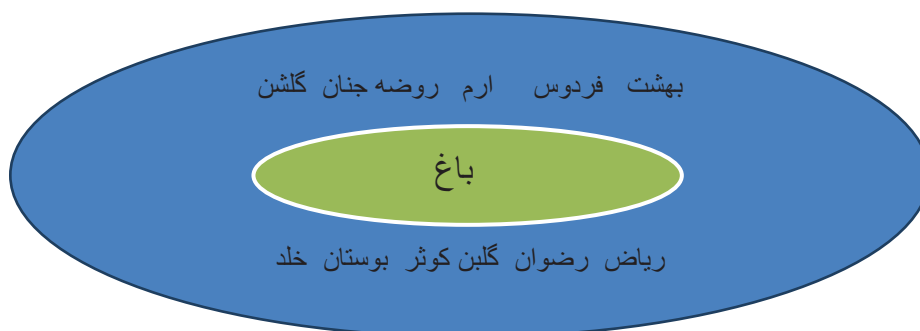 بهشت فردوس ارم روضه جنان گلشن
باغ
ریاض رضوان گلبن کوثر بوستان خلد